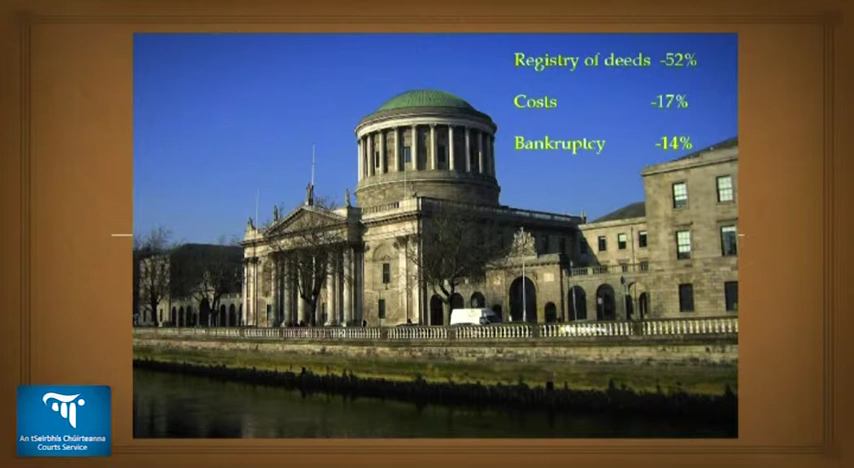 Registry of deeds -52%
Costs -17%
Bankruptcy -14%
An tSeirbhís Chúirteanna
Courts Service